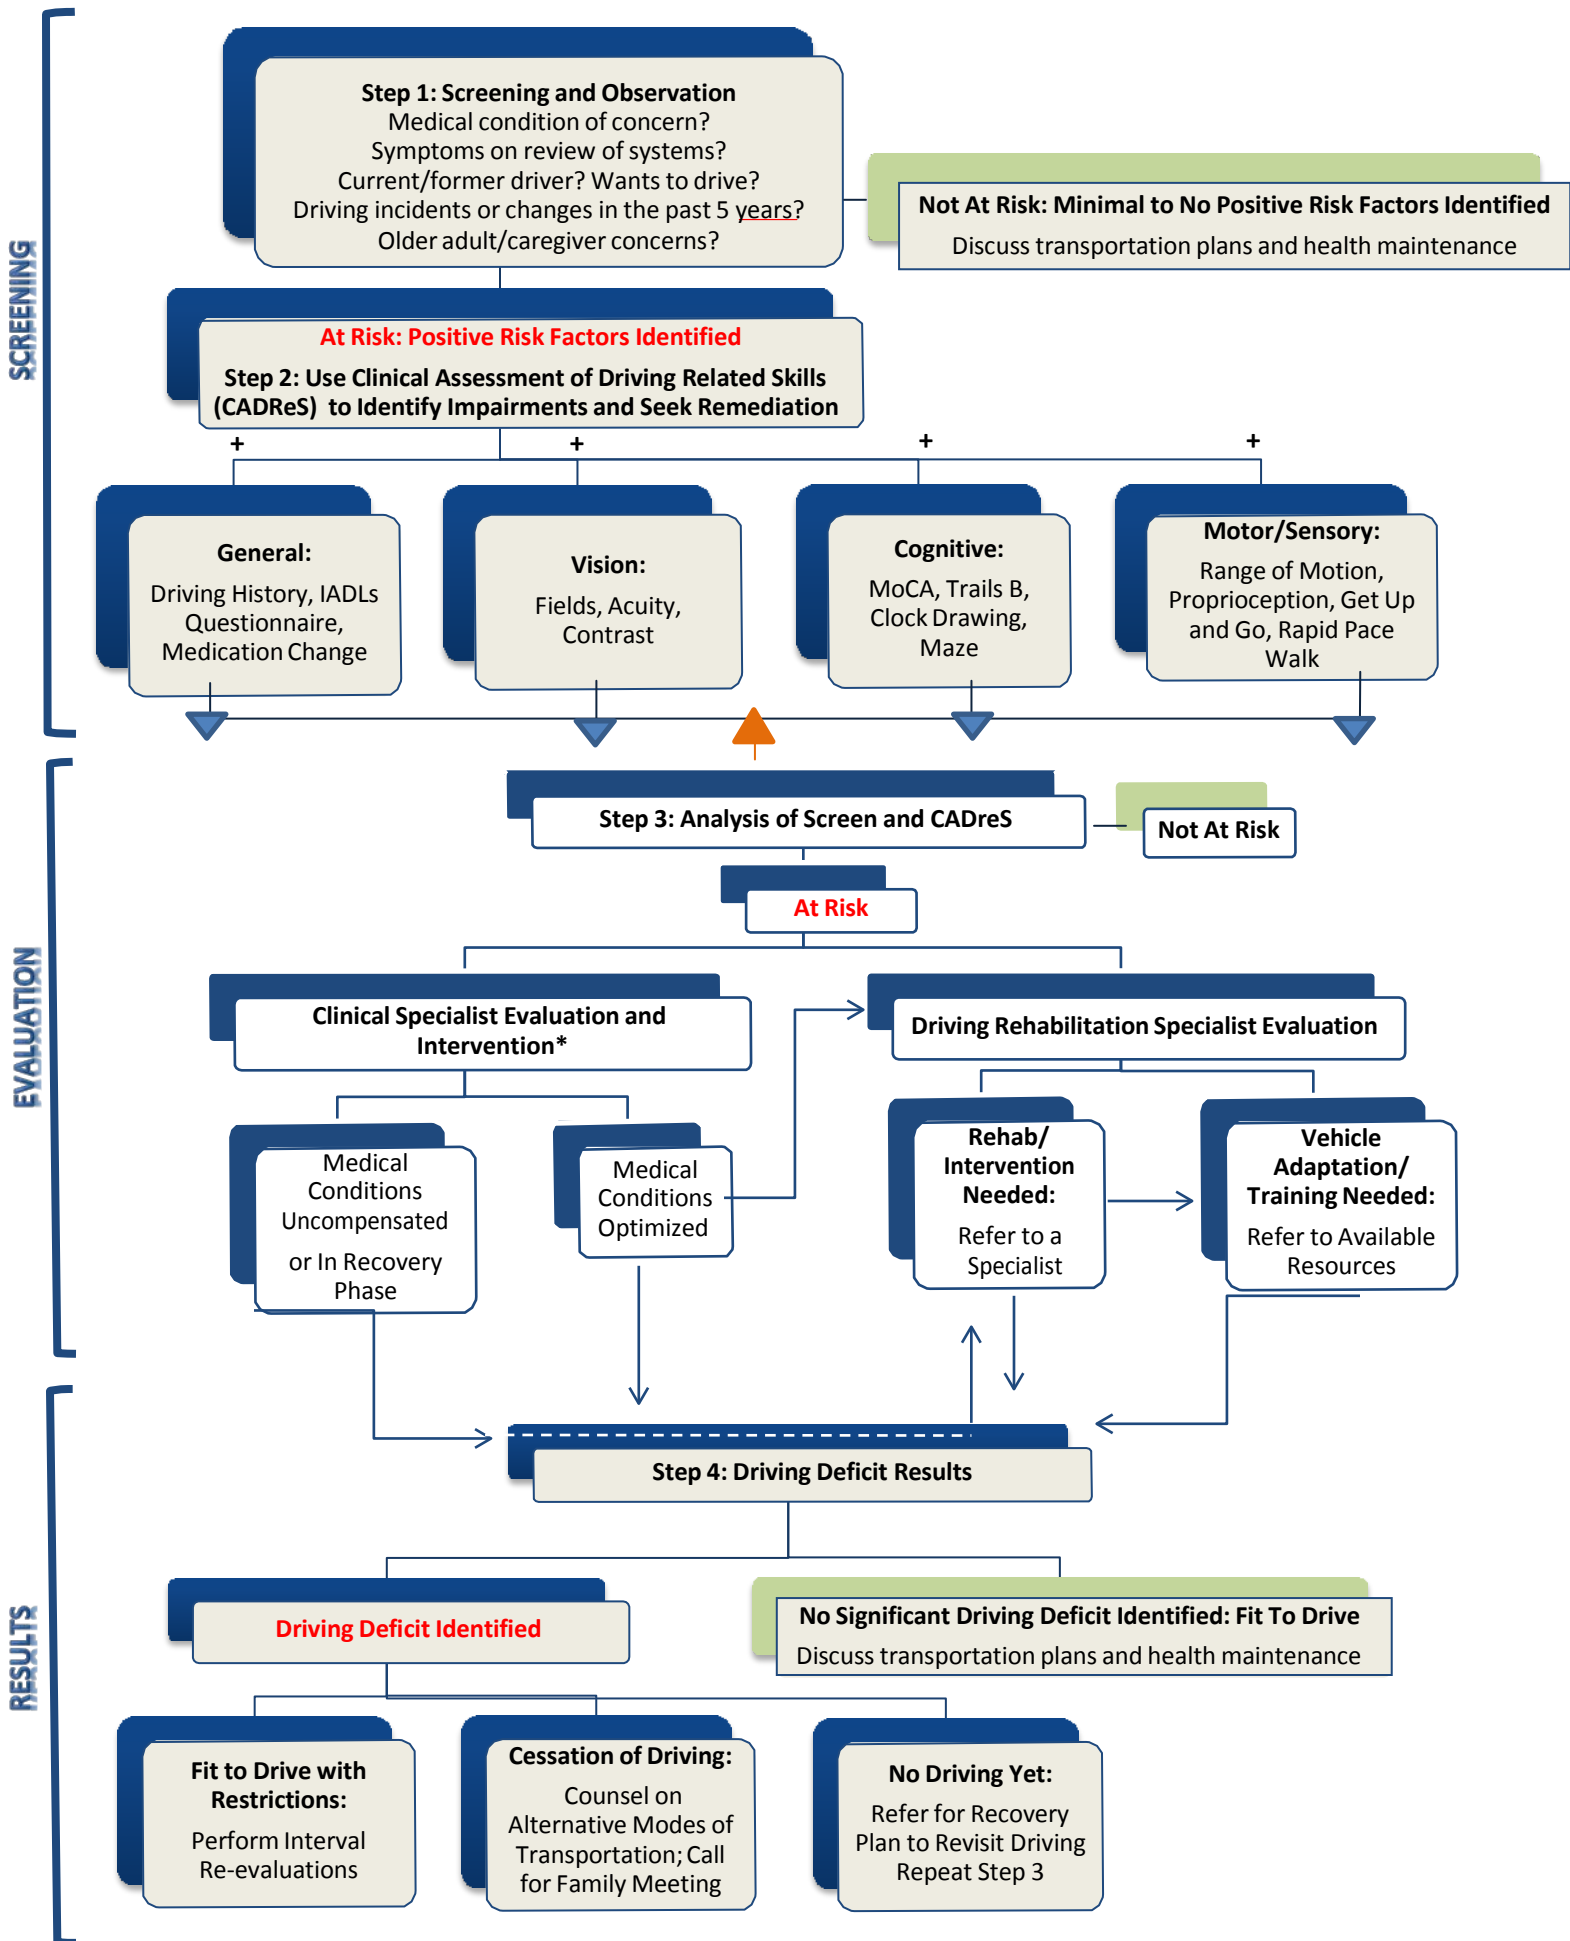 SCREENING
Step 1: Screening and Observation
Medical condition of concern?
Symptoms on review of systems?
Current/former driver? Wants to drive?
Driving incidents or changes in the past 5 years?
Older adult/caregiver concerns?
Not At Risk: Minimal to No Positive Risk Factors Identified
Discuss transportation plans and health maintenance
At Risk: Positive Risk Factors Identified
Step 2: Use Clinical Assessment of Driving Related Skills
(CADReS) to Identify Impairments and Seek Remediation
+ + + +
General:
Driving History, IADLs
Questionnaire,
Medication Change
Vision:
Fields, Acuity,
Contrast
Cognitive:
MoCA, Trails B,
Clock Drawing,
Maze
Motor/Sensory:
Range of Motion,
Proprioception, Get Up
and Go, Rapid Pace
Walk
EVALUATION
Step 3: Analysis of Screen and CADreS
Not At Risk
At Risk
Clinical Specialist Evaluation and
Intervention*
Driving Rehabilitation Specialist Evaluation
Medical
Conditions
Uncompensated
or In Recovery
Phase
Medical
Conditions
Optimized
Rehab/
Intervention
Needed:
Refer to a
Specialist
Vehicle
Adaptation/
Training Needed:
Refer to Available
Resources
RESULTS
Step 4: Driving Deficit Results
Driving Deficit Identified
No Significant Driving Deficit Identified: Fit To Drive
Discuss transportation plans and health maintenance
Fit to Drive with
Restrictions:
Perform Interval
Re-evaluations
Cessation of Driving:
Counsel on
Alternative Modes of
Transportation; Call
for Family Meeting
No Driving Yet:
Refer for Recovery
Plan to Revisit Driving
Repeat Step 3